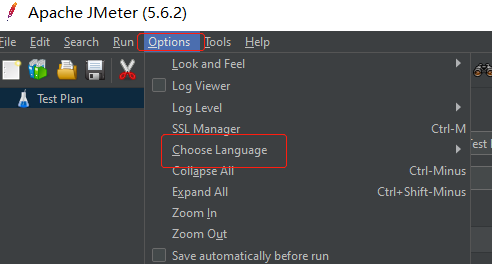 Apache JMeter (5.6.2)
File Edit Search Run Options Tools Help
Look and Feel
Log Viewer
Test Plan
Log Level
SSL Manager Ctrl-M
Choose Language
Collapse All Ctrl-Minus
Expand All Ctrl+Shift-Minus
Zoom In
Zoom Out
Save automatically before run